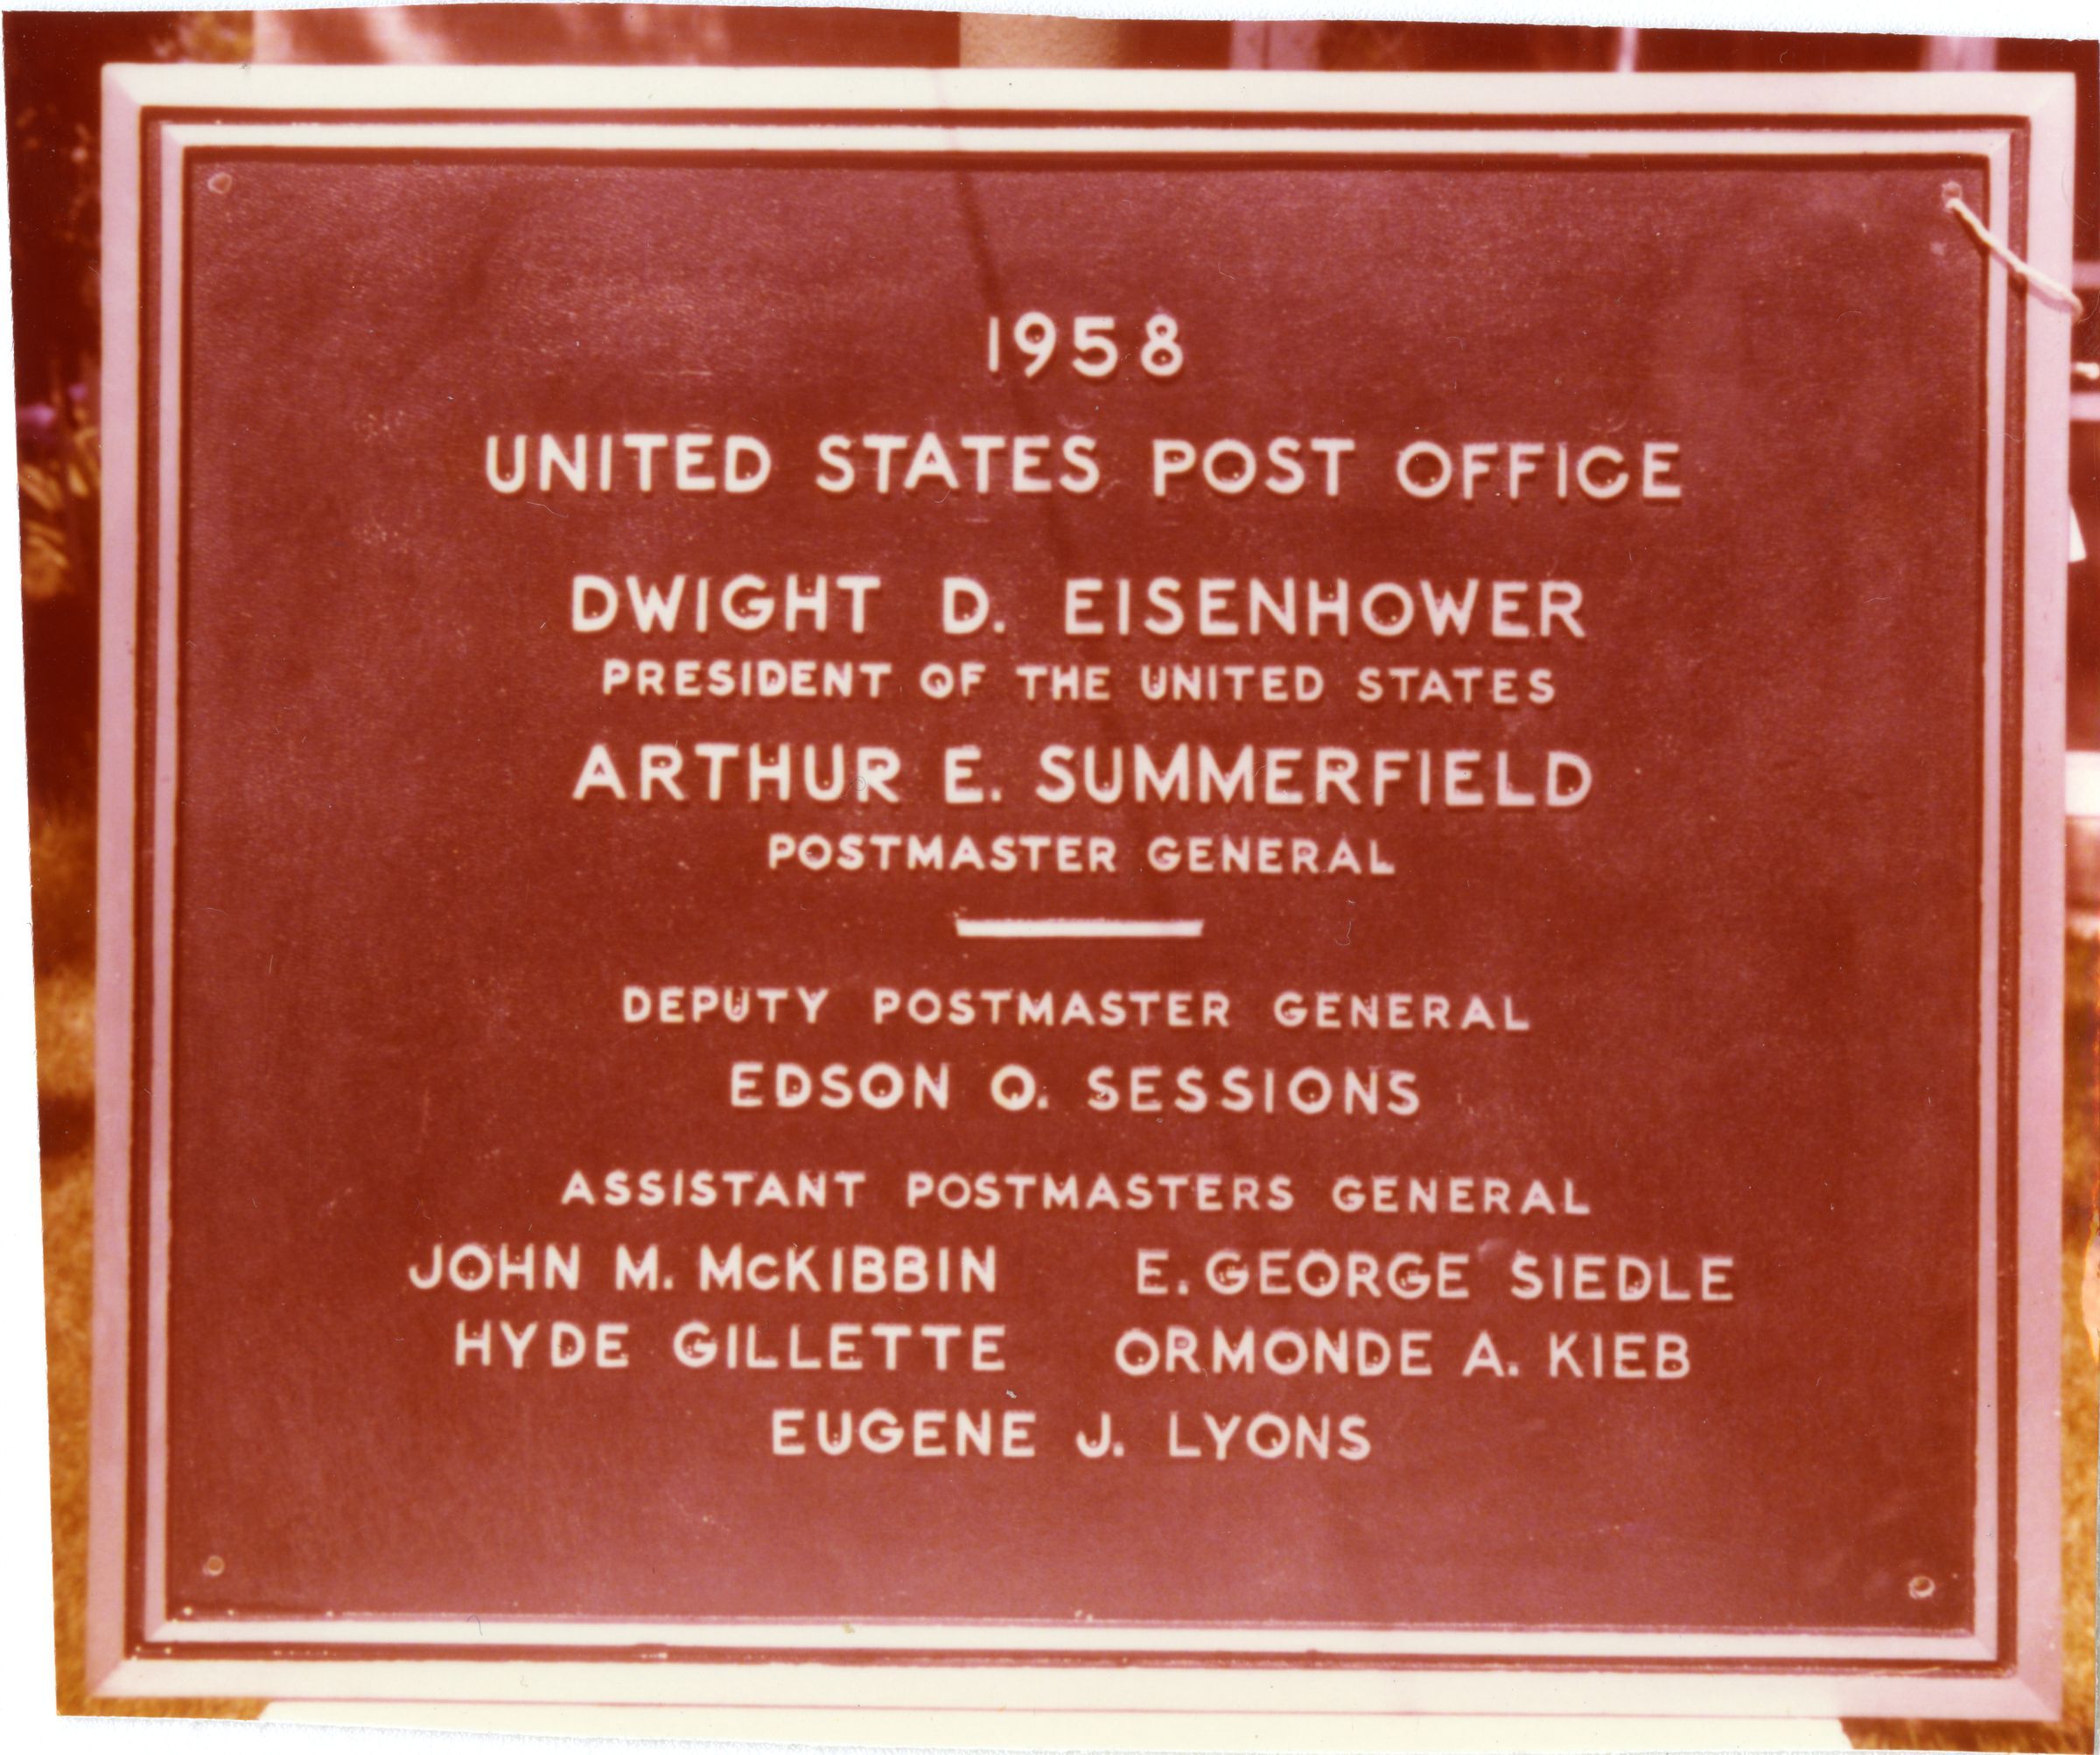 1958
UNITED STATES POST OFFICE
DWIGHT D. EISENHOWER
PRESIDENT OF THE UNITED STATES
ARTHUR E. SUMMERFIELD
POSTMASTER GENERAL
DEPUTY POSTMASTER GENERAL
EDSON O. SESSIONS
ASSISTANT POSTMASTERS GENERAL
JOHN M. McKIBBIN E. GEORGE SIEDLE
HYDE GILLETTE ORMONDE A. KIEB
EUGENE J. LYONS